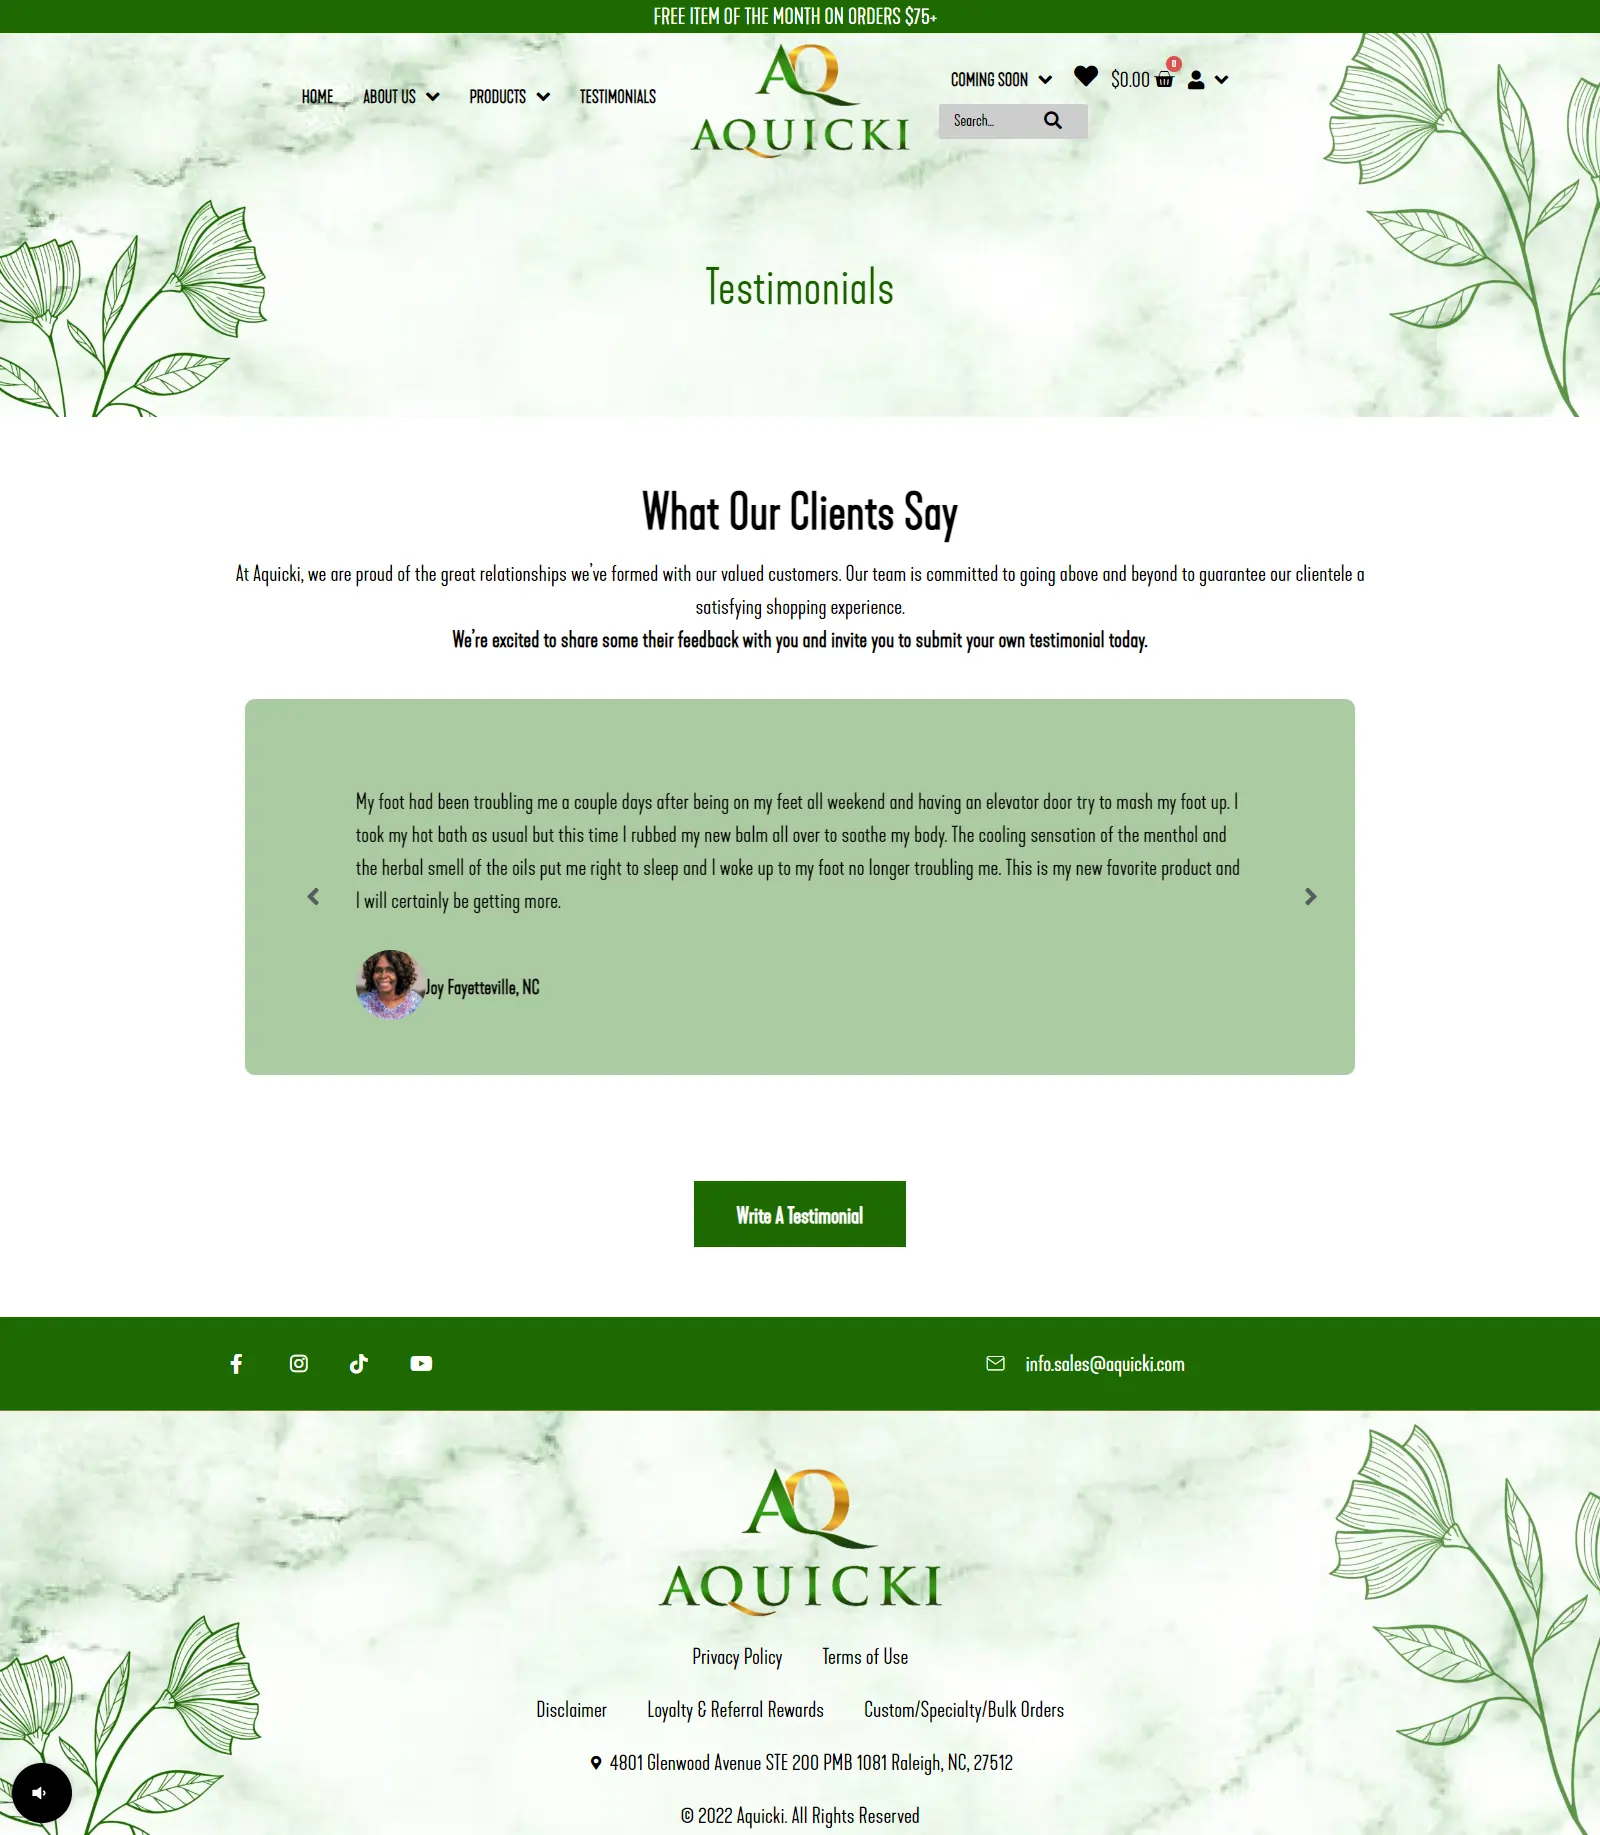 FREE ITEM OF THE MONTH ON ORDERS $75+
HOME
ABOUT US
PRODUCTS
TESTIMONIALS
AQ
AQUICKI
COMING SOON
$0.00
0
Search...
Testimonials
What Our Clients Say
At Aquicki, we are proud of the great relationships we've formed with our valued customers. Our team is committed to going above and beyond to guarantee our clientele a
satisfying shopping experience.
We're excited to share some their feedback with you and invite you to submit your own testimonial today.
My foot had been troubling me a couple days after being on my feet all weekend and having an elevator door try to mash my foot up. I
took my hot bath as usual but this time I rubbed my new balm all over to soothe my body. The cooling sensation of the menthol and
the herbal smell of the oils put me right to sleep and I woke up to my foot no longer troubling me. This is my new favorite product and
I will certainly be getting more.
Joy Fayetteville, NC
Write A Testimonial
info.sales@aquicki.com
AQ
AQUICKI
Privacy Policy
Terms of Use
Disclaimer
Loyalty & Referral Rewards
Custom/Specialty/Bulk Orders
4801 Glenwood Avenue STE 200 PMB 1081 Raleigh, NC, 27512
© 2022 Aquicki. All Rights Reserved